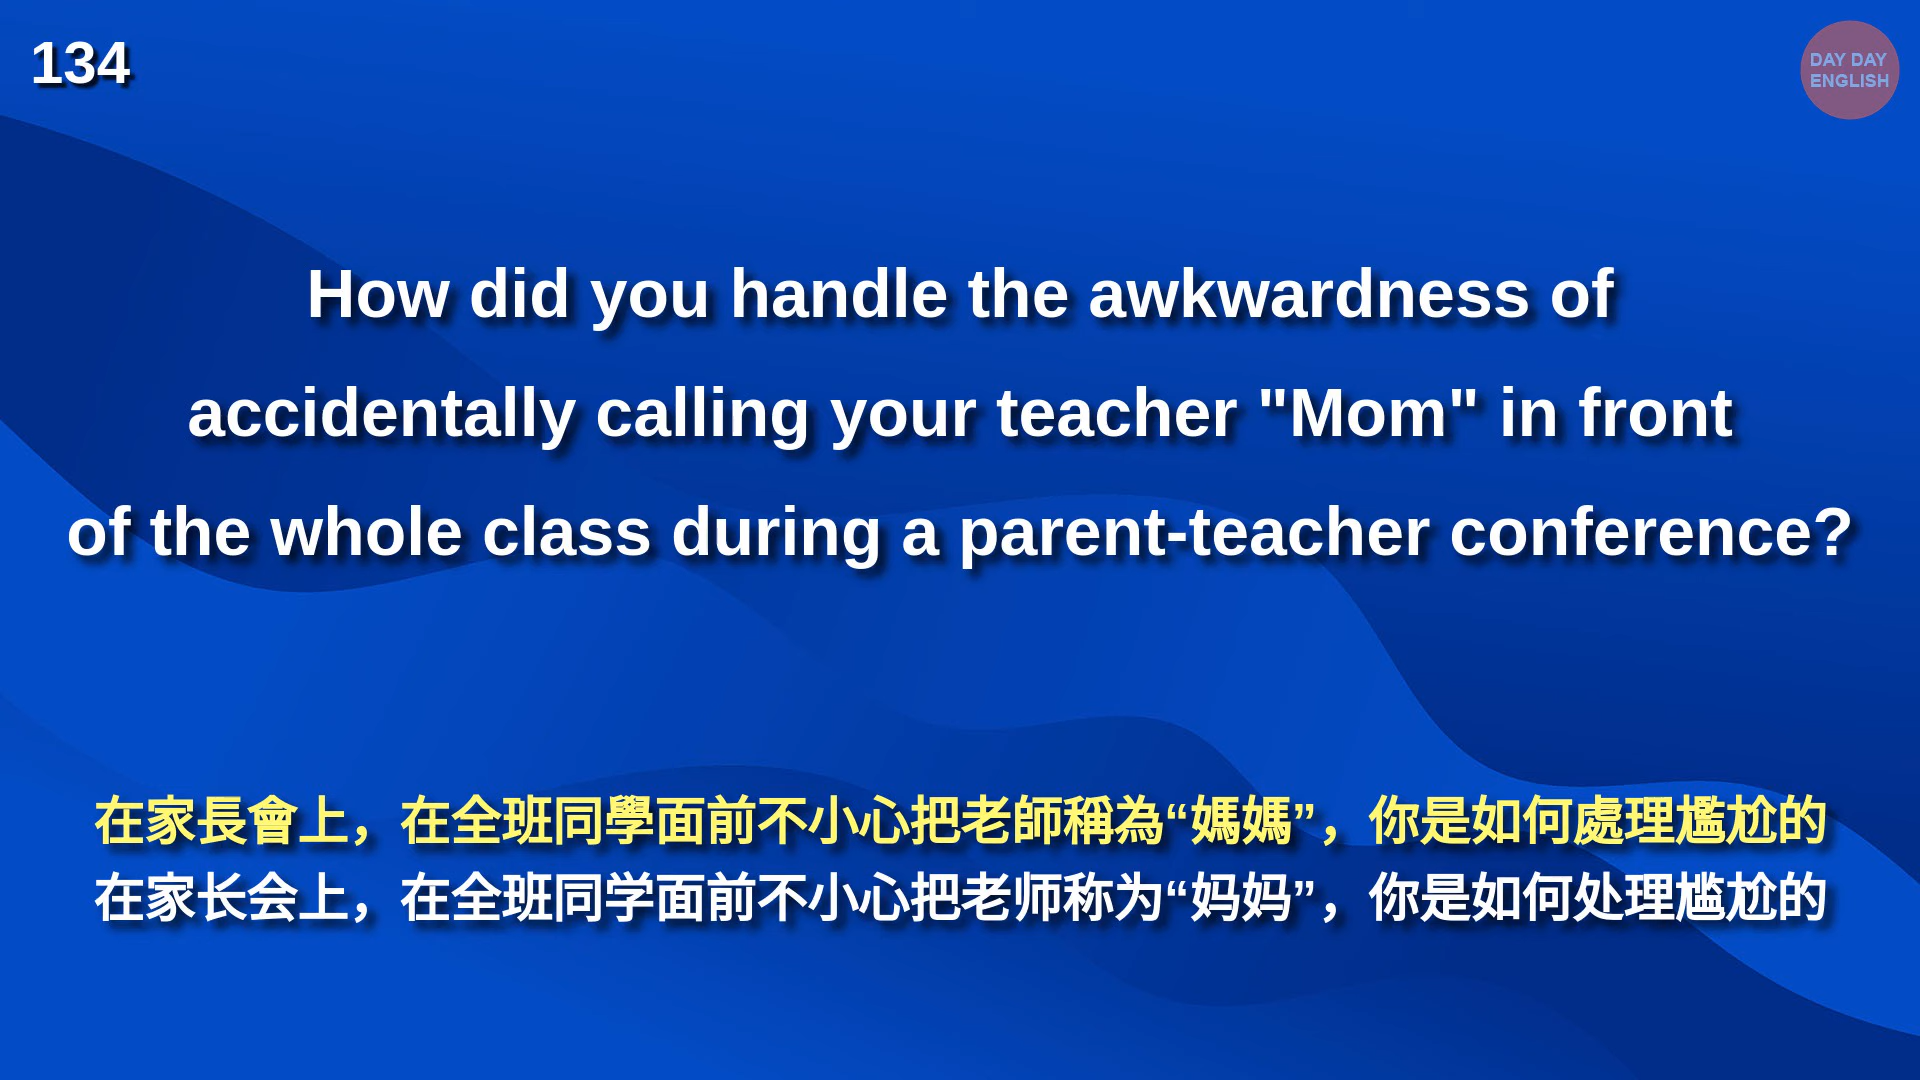 134
DAY DAY
ENGLISH
How did you handle the awkwardness of
accidentally calling your teacher "Mom" in front
of the whole class during a parent-teacher conference?
在家長會上，在全班同學面前不小心把老師稱為“媽媽”，你是如何處理尷尬的
在家长会上，在全班同学面前不小心把老师称为“妈妈”，你是如何处理尴尬的